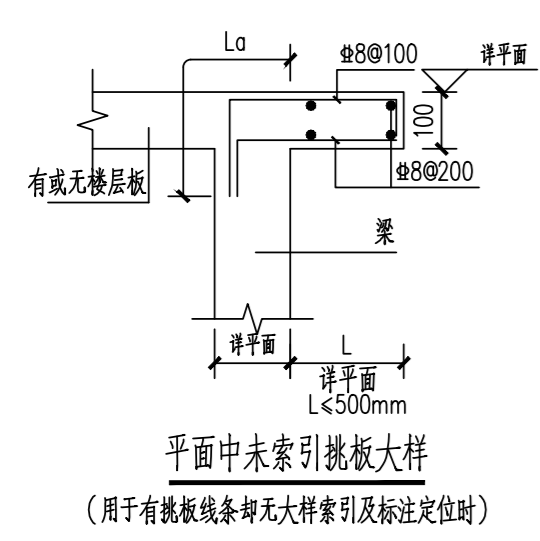 La
⌀8@100
详平面
100
有或无楼层板
⌀8@200
梁
详平面
L
详平面
L≤500mm
平面中未索引挑板大样
(用于有挑板线条却无大样索引及标注定位时)